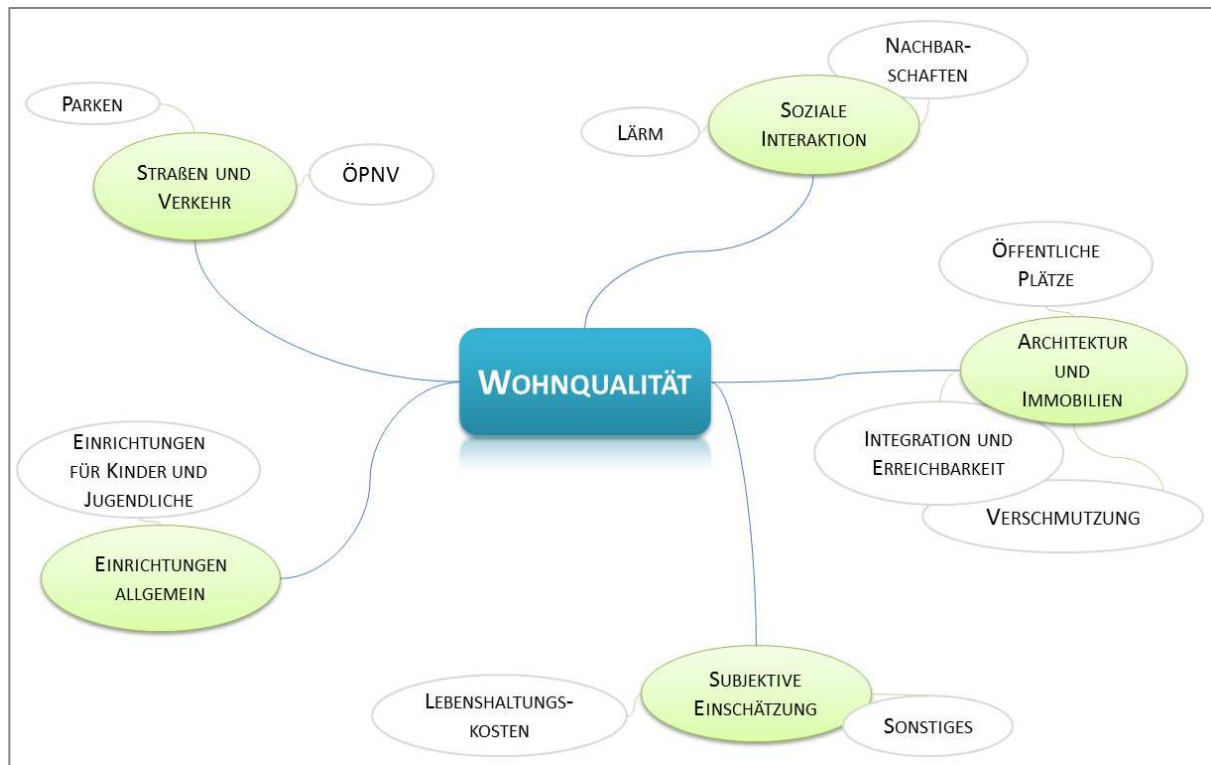 PARKEN
STRAßEN UND
VERKEHR
ÖPNV
NACHBAR-
SCHAFTEN
SOZIALE
INTERAKTION
LÄRM
ÖFFENTLICHE
PLÄTZE
ARCHITEKTUR
UND
IMMOBILIEN
INTEGRATION UND
ERREICHBARKEIT
VERSCHMUTZUNG
WOHNQUALITÄT
EINRICHTUNGEN
FÜR KINDER UND
JUGENDLICHE
EINRICHTUNGEN
ALLGEMEIN
SUBJEKTIVE
EINSCHÄTZUNG
LEBENSHALTUNGS-
KOSTEN
SONSTIGES